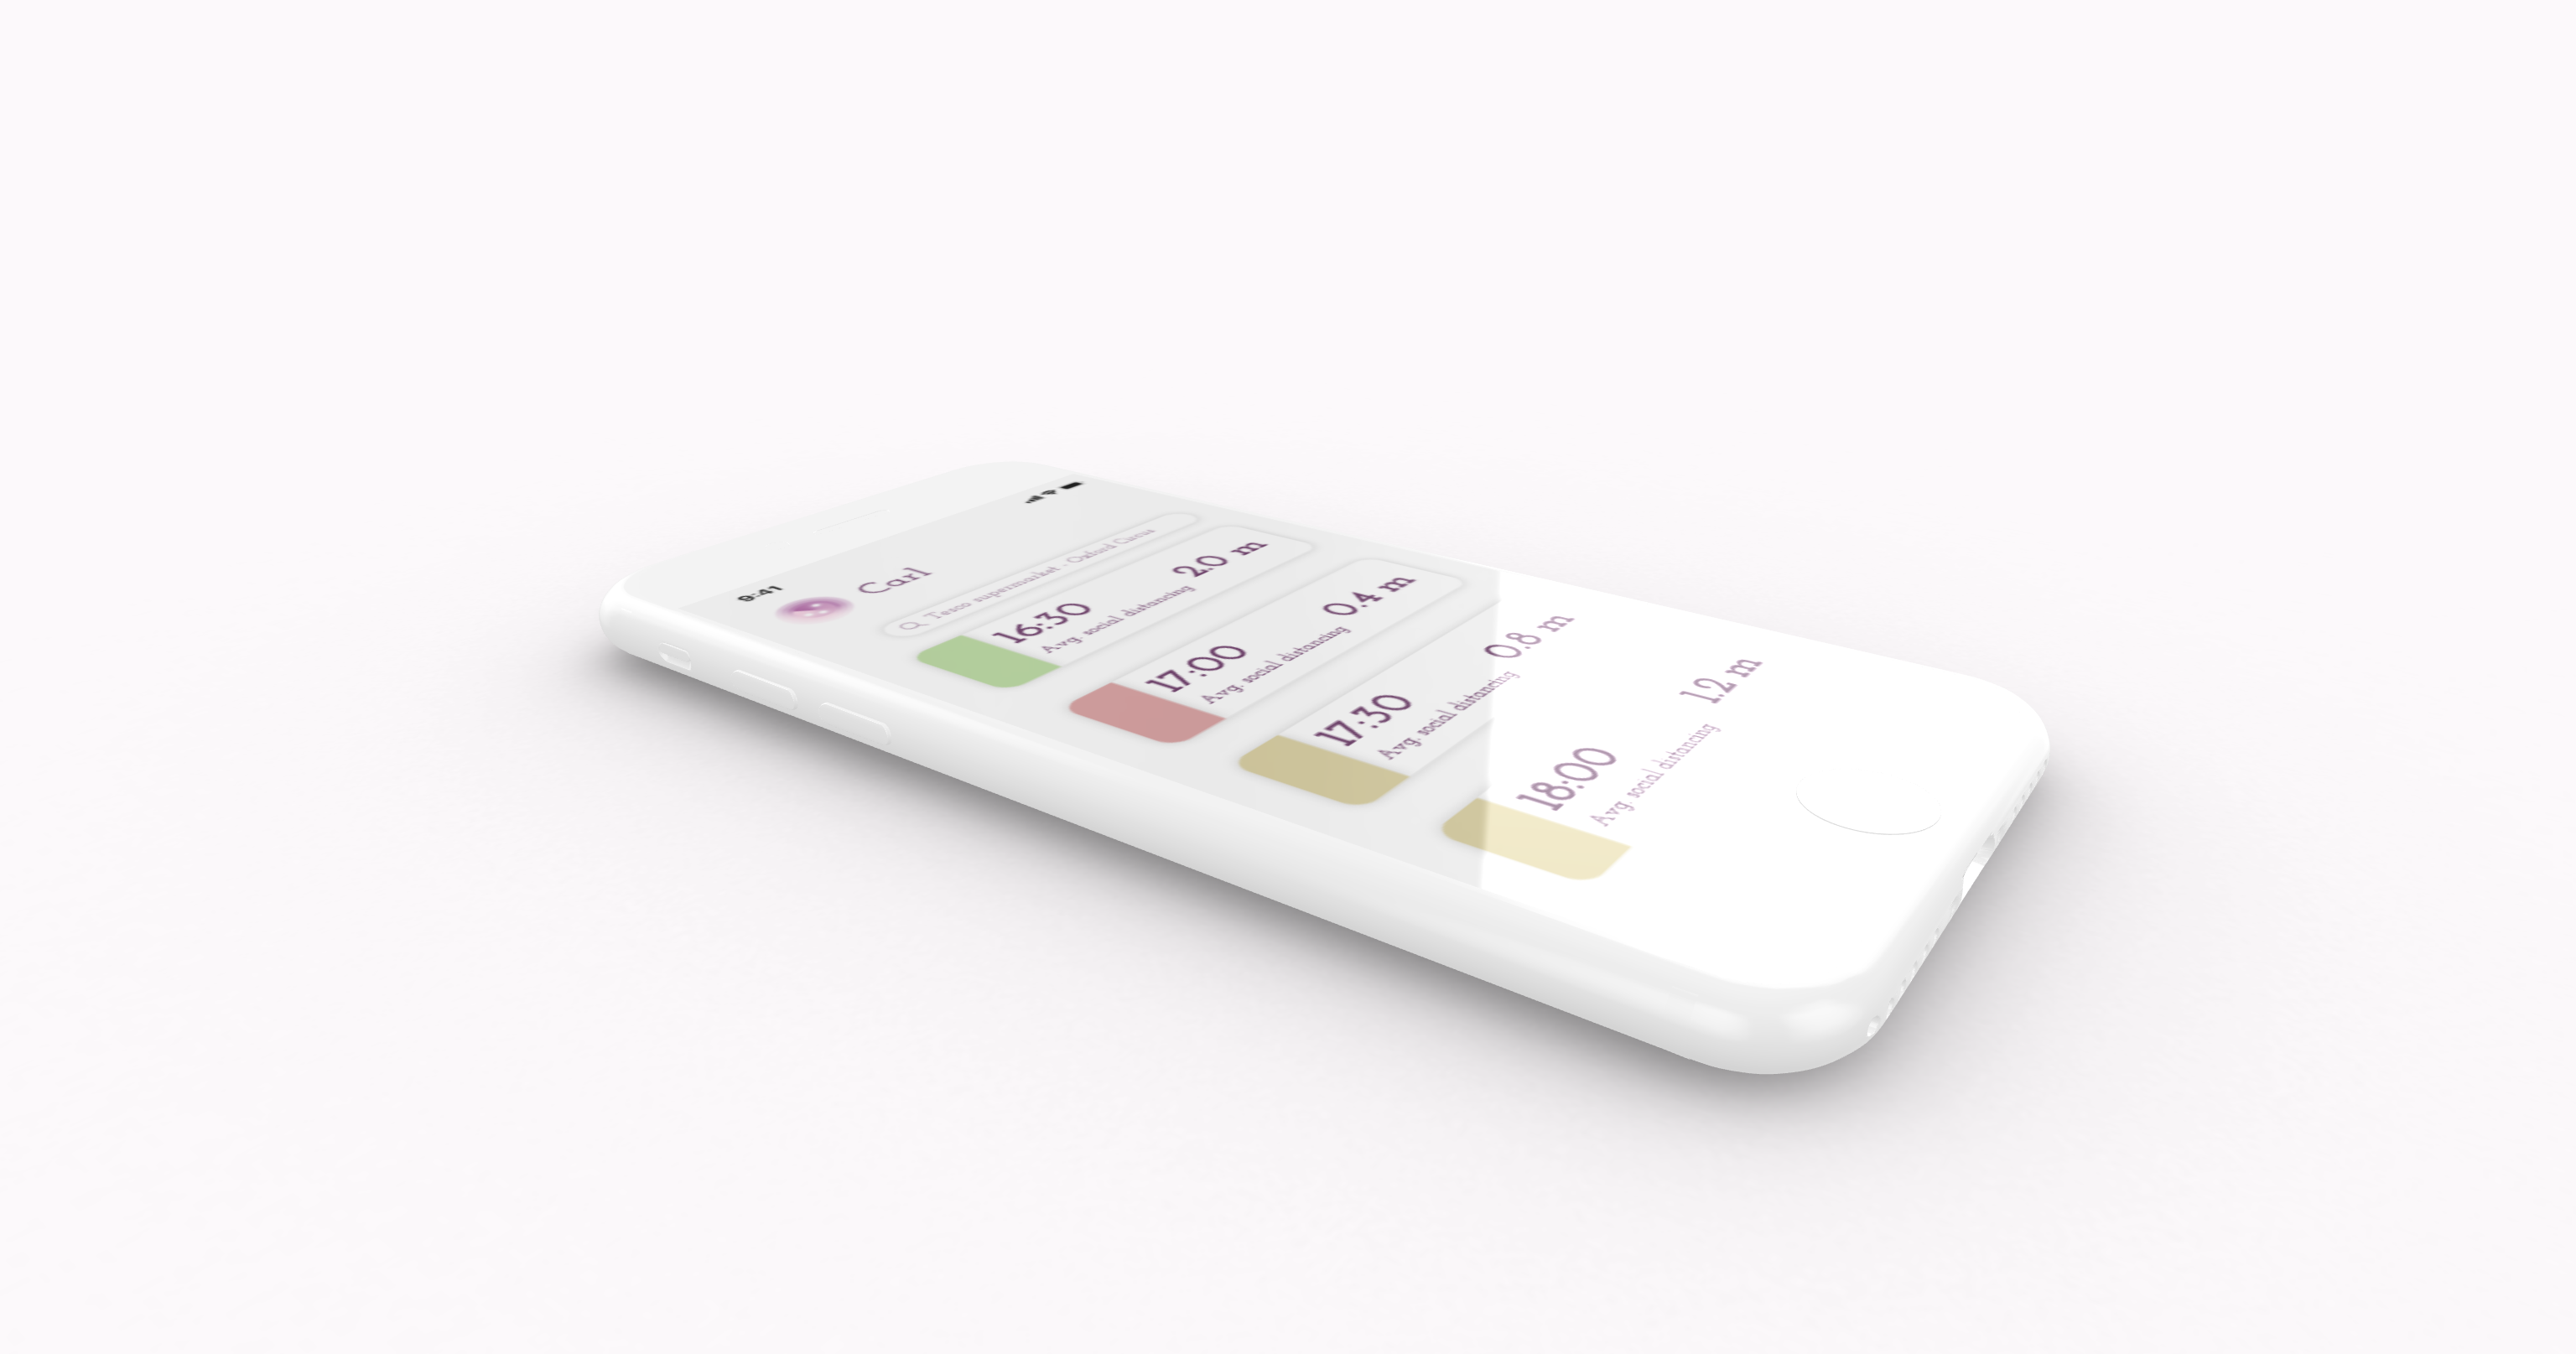 9:41
Carl
Tesco supermarket - Oxford Circus
16:30
2.0 m
Avg. social distancing
17:00
0.4 m
Avg. social distancing
17:30
0.8 m
Avg. social distancing
18:00
1.2 m
Avg. social distancing